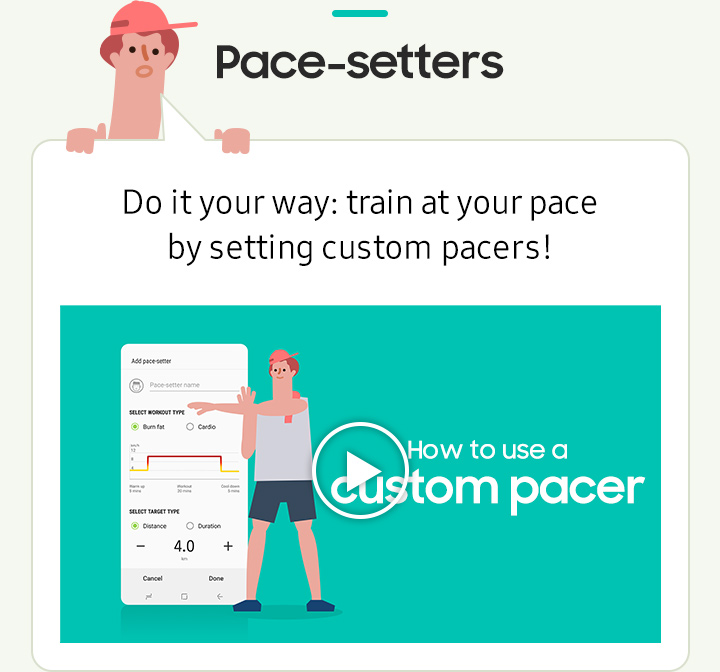 Pace-setters
Do it your way: train at your pace
by setting custom pacers!
Add pace-setter
Pace-setter name
SELECT WORKOUT TYPE
Burn fat Cardio
km/h
12
8
4
Warm up Workout Cool down
5 mins 20 mins 5 mins
SELECT TARGET TYPE
Distance Duration
− 4.0 +
km
Cancel Done
How to use a
custom pacer